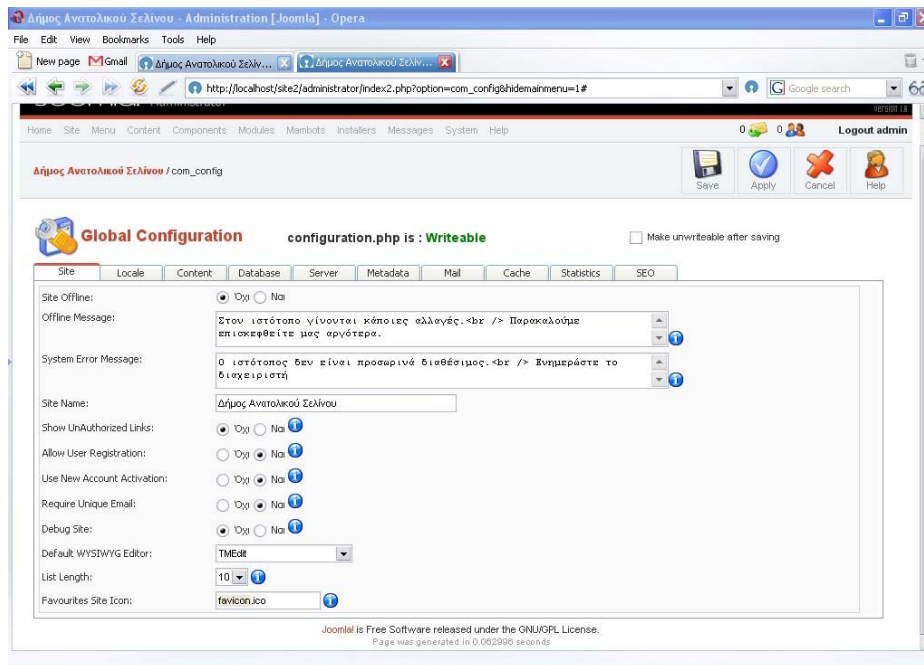 Δήμος Ανατολικού Σελίνου - Administration [Joomla] - Opera
File Edit View Bookmarks Tools Help
New page Gmail Δήμος Ανατολικού Σελίν... Δήμος Ανατολικού Σελίν...
http://localhost/site2/administrator/index2.php?option=com_config&hidemainmenu=1# Google search
Home Site Menu Content Components Modules Mambots Installers Messages System Help 0 0 Logout admin
Δήμος Ανατολικού Σελίνου / com_config
Save Apply Cancel Help
Global Configuration configuration.php is : Writeable Make unwriteable after saving
Site Locale Content Database Server Metadata Mail Cache Statistics SEO
Site Offline: Όχι Ναι
Offline Message: Στον ιστότοπο γίνονται κάποιες αλλαγές.<br /> Παρακαλούμε
επισκεφθείτε μας αργότερα.
System Error Message: Ο ιστότοπος δεν είναι προσωρινά διαθέσιμος.<br /> Ενημερώστε το
διαχειριστή
Site Name: Δήμος Ανατολικού Σελίνου
Show UnAuthorized Links: Όχι Ναι
Allow User Registration: Όχι Ναι
Use New Account Activation: Όχι Ναι
Require Unique Email: Όχι Ναι
Debug Site: Όχι Ναι
Default WYSIWYG Editor: TMEdit
List Length: 10
Favourites Site Icon: favicon.ico
Joomla! is Free Software released under the GNU/GPL License.
Page was generated in 0.062996 seconds